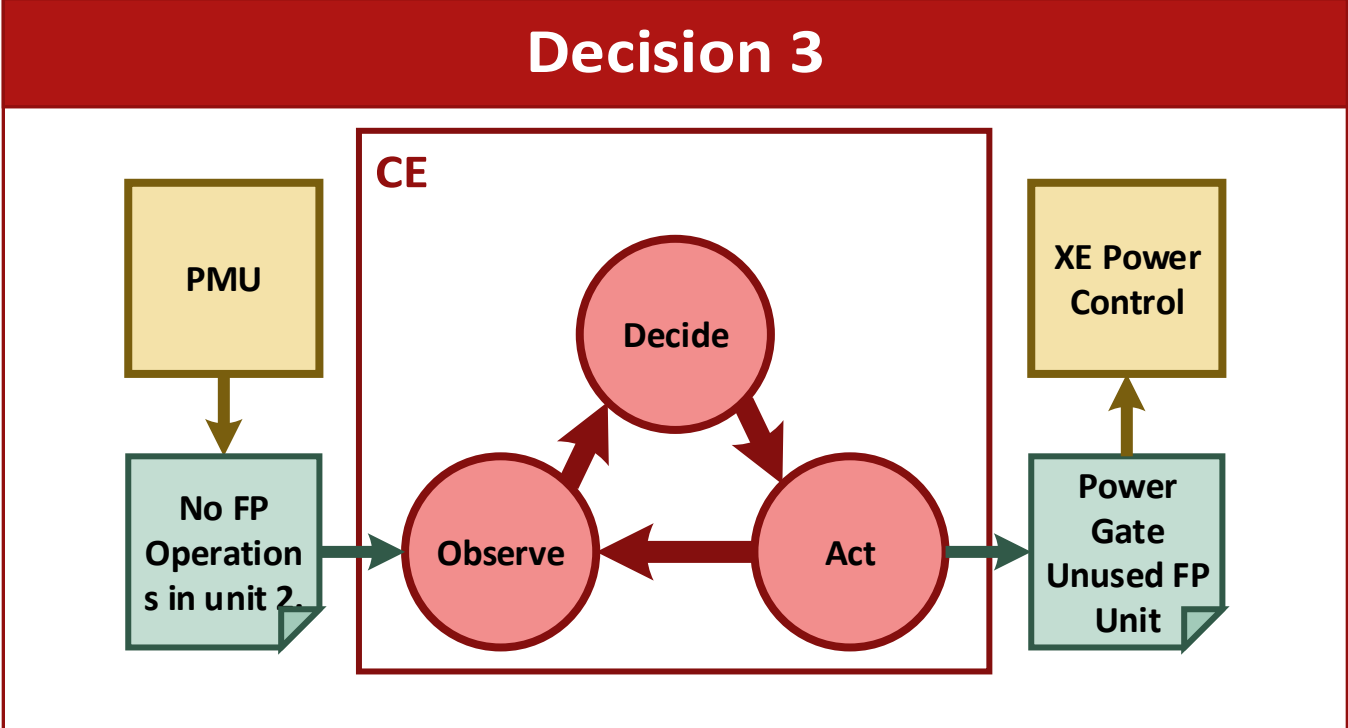 Decision 3
CE
PMU
XE Power
Control
Decide
No FP
Operation
s in unit 2.
Observe
Act
Power
Gate
Unused FP
Unit